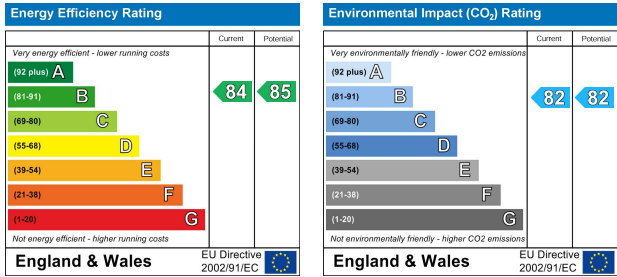 Energy Efficiency Rating
Current Potential
Very energy efficient - lower running costs
(92 plus) A
(81-91) B
84 85
(69-80) C
(55-68) D
(39-54) E
(21-38) F
(1-20) G
Not energy efficient - higher running costs
England & Wales
EU Directive
2002/91/EC
Environmental Impact (CO2) Rating
Current Potential
Very environmentally friendly - lower CO2 emissions
(92 plus) A
(81-91) B
82 82
(69-80) C
(55-68) D
(39-54) E
(21-38) F
(1-20) G
Not environmentally friendly - higher CO2 emissions
England & Wales
EU Directive
2002/91/EC